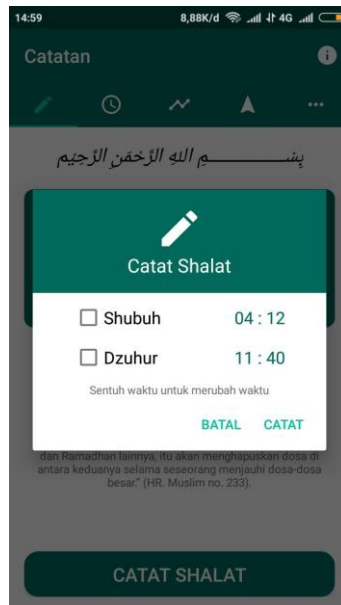 14:59 8,88K/d 4G
Catatan
بِسْــــــــــمِ اللهِ الرَّحْمَنِ الرَّحِيْمِ
Catat Shalat
Shubuh 04 : 12
Dzuhur 11 : 40
Sentuh waktu untuk merubah waktu
BATAL CATAT
dan Ramadhan lainnya, itu akan menghapuskan dosa di
antara keduanya selama seseorang menjauhi dosa-dosa
besar." (HR. Muslim no. 233).
CATAT SHALAT